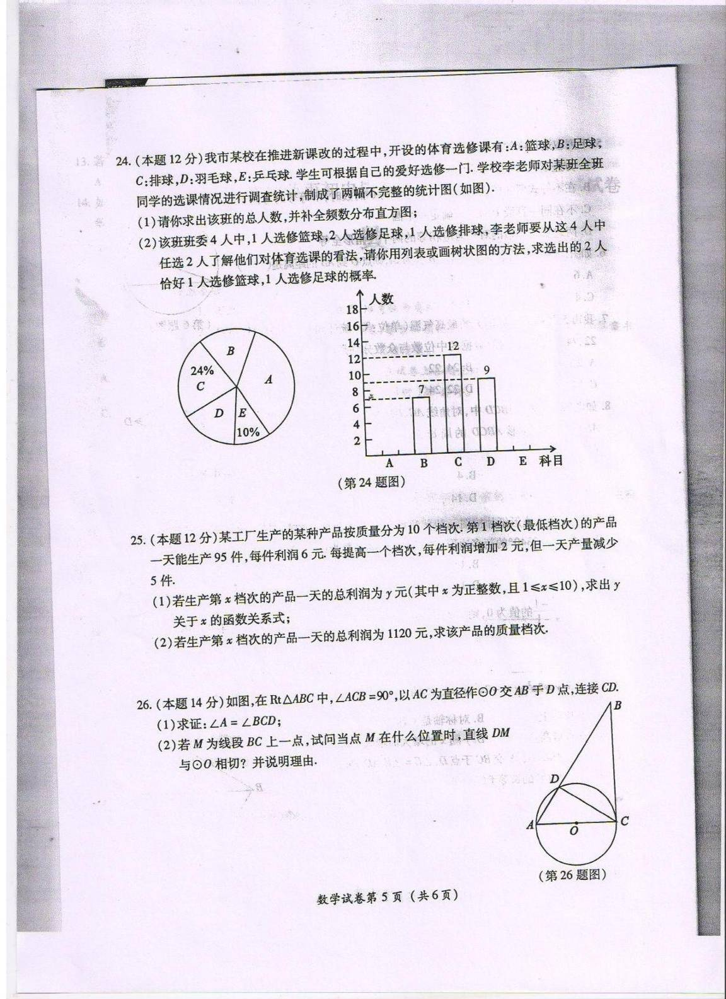 24.(本题12分)我市某校在推进新课改的过程中,开设的体育选修课有:A:篮球,B:足球,
C:排球,D:羽毛球,E:乒乓球.学生可根据自己的爱好选修一门.学校李老师对某班全班
同学的选课情况进行调查统计,制成了两幅不完整的统计图(如图).
(1)请你求出该班的总人数,并补全频数分布直方图;
(2)该班班委4人中,1人选修篮球,2人选修足球,1人选修排球,李老师要从这4人中
任选2人了解他们对体育选课的看法,请你用列表或画树状图的方法,求选出的2人
恰好1人选修篮球,1人选修足球的概率.
B
24%
C
A
D
E
10%
人数
18
16
14
12
10
8
6
4
2
7
12
9
A
B
C
D
E
科目
(第24题图)
25.(本题12分)某工厂生产的某种产品按质量分为10个档次.第1档次(最低档次)的产品
一天能生产95件,每件利润6元.每提高一个档次,每件利润增加2元,但一天产量减少
5件.
(1)若生产第x档次的产品一天的总利润为y元(其中x为正整数,且1≤x≤10),求出y
关于x的函数关系式;
(2)若生产第x档次的产品一天的总利润为1120元,求该产品的质量档次.
26.(本题14分)如图,在Rt△ABC中,∠ACB=90°,以AC为直径作⊙O交AB于D点,连接CD.
(1)求证:∠A=∠BCD;
(2)若M为线段BC上一点,试问当点M在什么位置时,直线DM
与⊙O相切?并说明理由.
B
D
A
O
C
(第26题图)
数学试卷第5页(共6页)